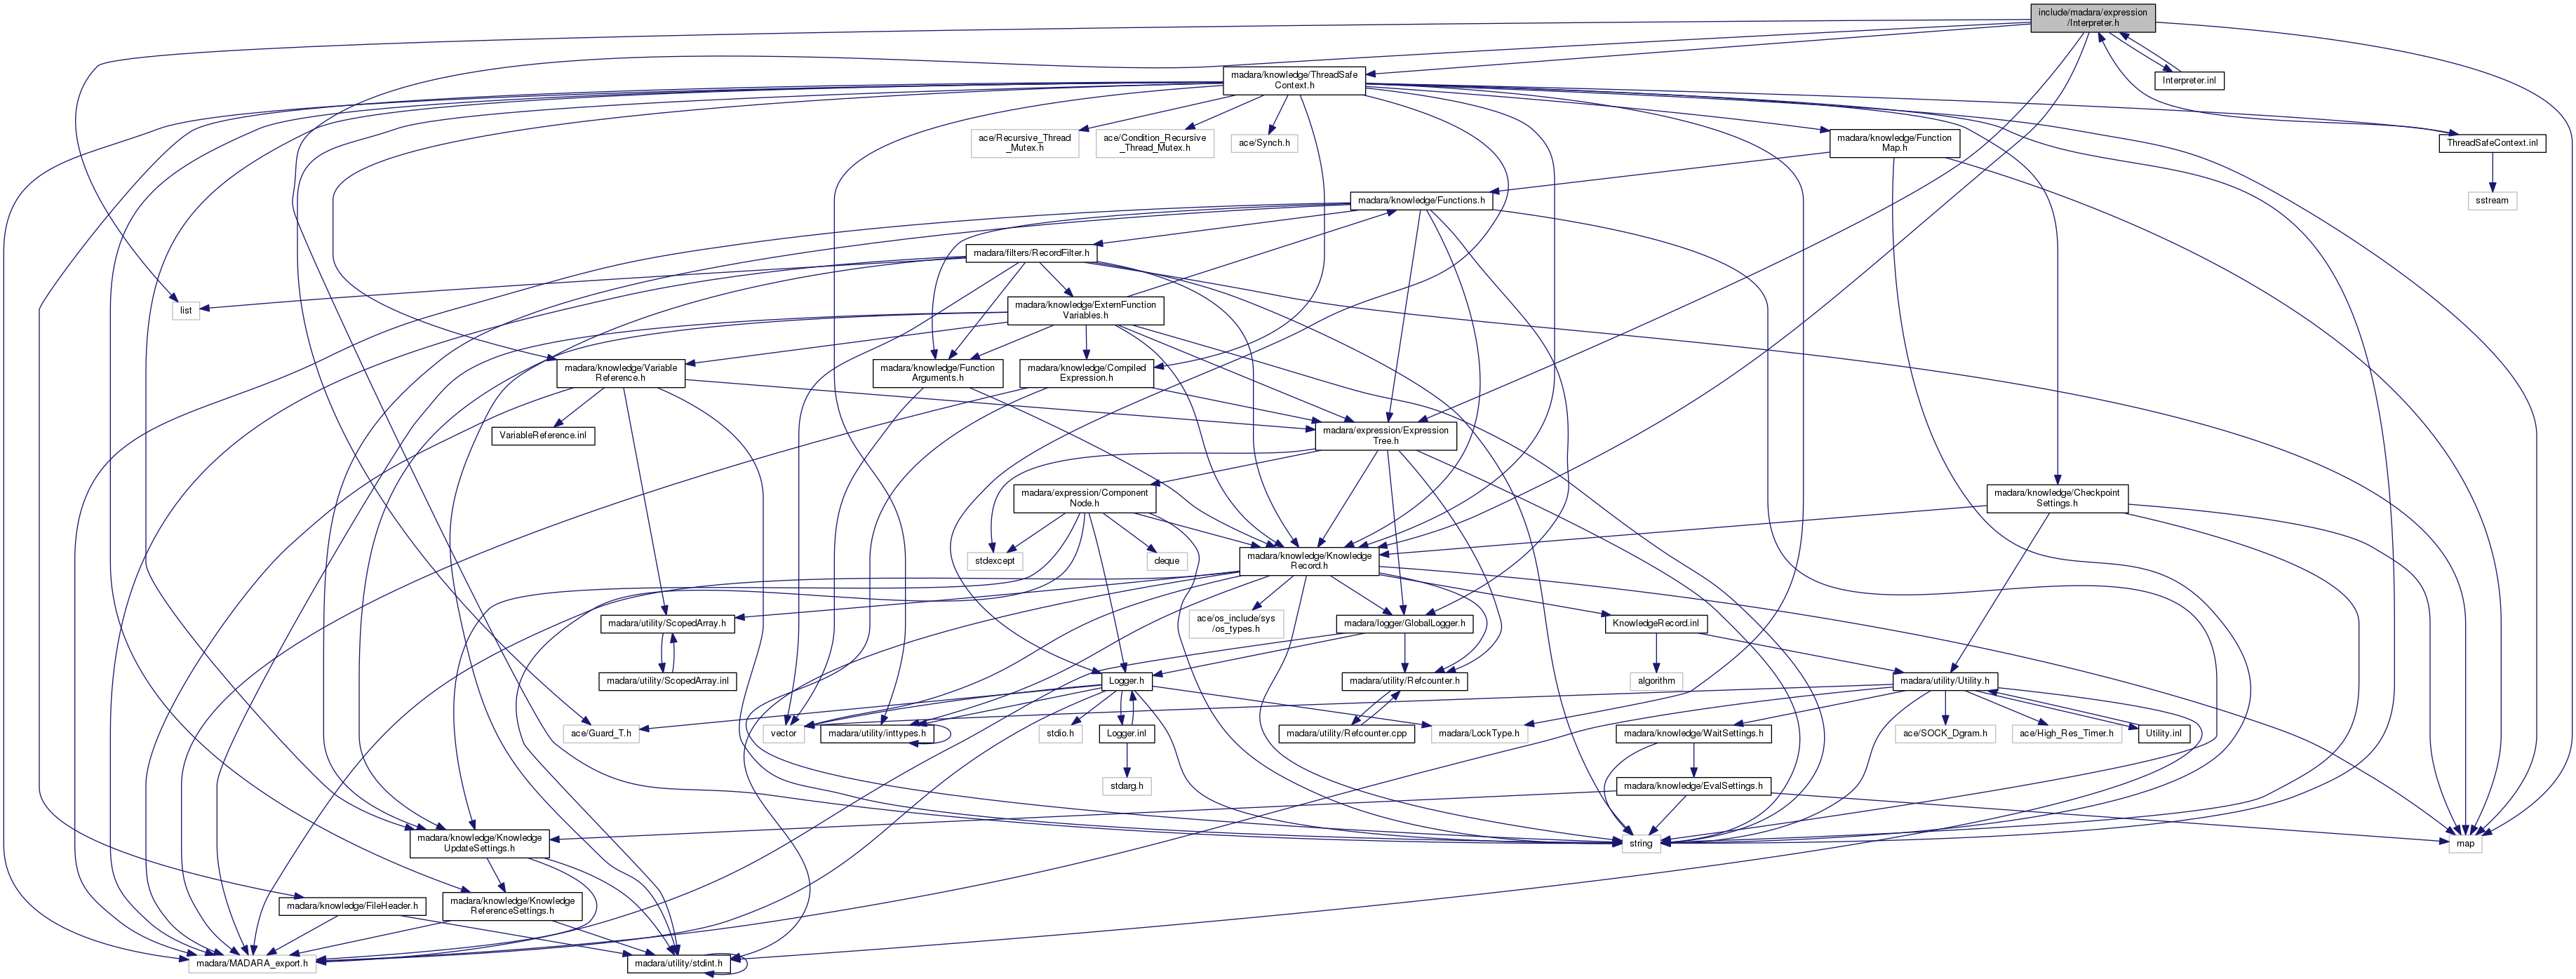 include/madara/expression
/Interpreter.h
madara/knowledge/ThreadSafe
Context.h
Interpreter.inl
ace/Recursive_Thread
_Mutex.h
ace/Condition_Recursive
_Thread_Mutex.h
ace/Synch.h
madara/knowledge/Function
Map.h
ThreadSafeContext.inl
madara/knowledge/Functions.h
sstream
madara/filters/RecordFilter.h
list
madara/knowledge/ExternFunction
Variables.h
madara/knowledge/Variable
Reference.h
madara/knowledge/Function
Arguments.h
madara/knowledge/Compiled
Expression.h
VariableReference.inl
madara/expression/Expression
Tree.h
madara/expression/Component
Node.h
madara/knowledge/Checkpoint
Settings.h
stdexcept
deque
madara/knowledge/Knowledge
Record.h
madara/utility/ScopedArray.h
ace/os_include/sys
/os_types.h
madara/logger/GlobalLogger.h
KnowledgeRecord.inl
madara/utility/ScopedArray.inl
Logger.h
madara/utility/Refcounter.h
algorithm
madara/utility/Utility.h
ace/Guard_T.h
vector
madara/utility/inttypes.h
stdio.h
Logger.inl
madara/utility/Refcounter.cpp
madara/LockType.h
madara/knowledge/WaitSettings.h
ace/SOCK_Dgram.h
ace/High_Res_Timer.h
Utility.inl
stdarg.h
madara/knowledge/EvalSettings.h
madara/knowledge/Knowledge
UpdateSettings.h
string
map
madara/knowledge/FileHeader.h
madara/knowledge/Knowledge
ReferenceSettings.h
madara/MADARA_export.h
madara/utility/stdint.h